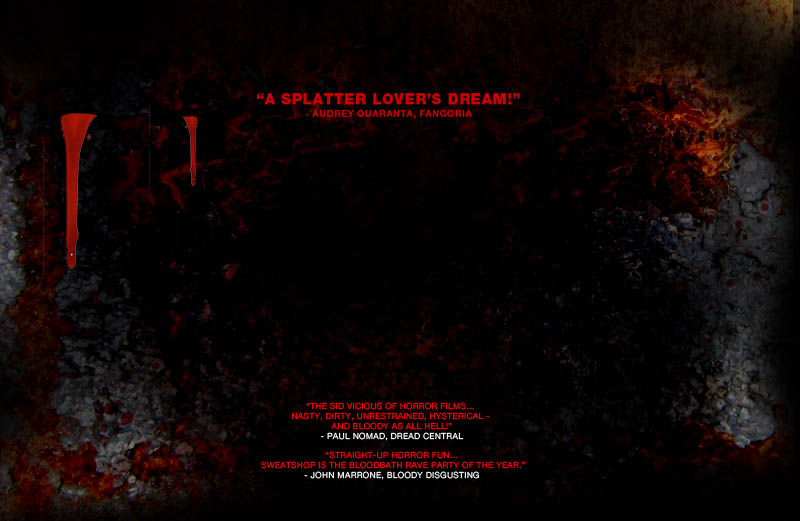 “A SPLATTER LOVER'S DREAM!”
- AUDREY QUARANTA, FANGORIA
“THE SID VICIOUS OF HORROR FILMS...
NASTY, DIRTY, UNRESTRAINED, HYSTERICAL -
AND BLOODY AS ALL HELL!”
- PAUL NOMAD, DREAD CENTRAL
“STRAIGHT-UP HORROR FUN...
SWEATSHOP IS THE BLOODBATH RAVE PARTY OF THE YEAR.”
- JOHN MARRONE, BLOODY DISGUSTING